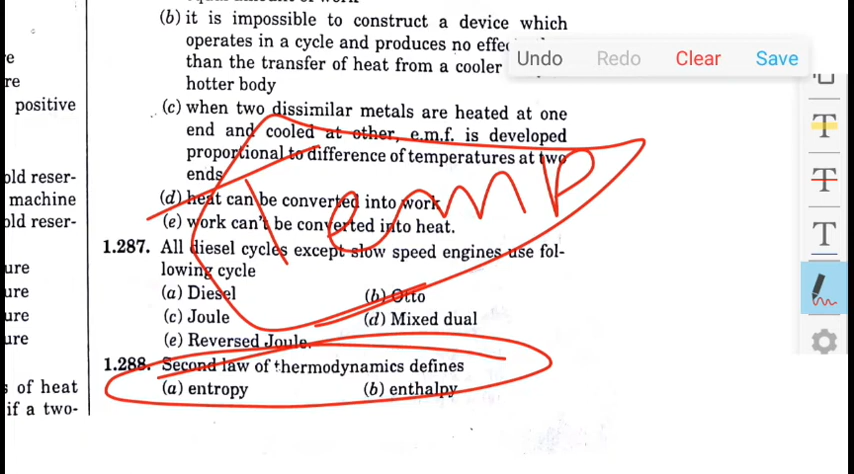 (b) it is impossible to construct a device which
operates in a cycle and produces no
than the transfer of heat from a cooler
hotter body
(c) when two dissimilar metals are heated at one
end and cooled at other, e.m.f. is developed
proportional to difference of temperatures at two
ends
(d) heat can be converted into work
(e) work can't be converted into heat.
1.287. All diesel cycles except slow speed engines use fol-
lowing cycle
(a) Diesel (b) Otto
(c) Joule (d) Mixed dual
(e) Reversed Joule.
1.288. Second law of thermodynamics defines
(a) entropy (b) enthalpy
re
re
positive
old reser-
machine
old reser-
ure
ure
ure
ure
s of heat
if a two-
Temp
Undo Redo Clear Save
T
T
T